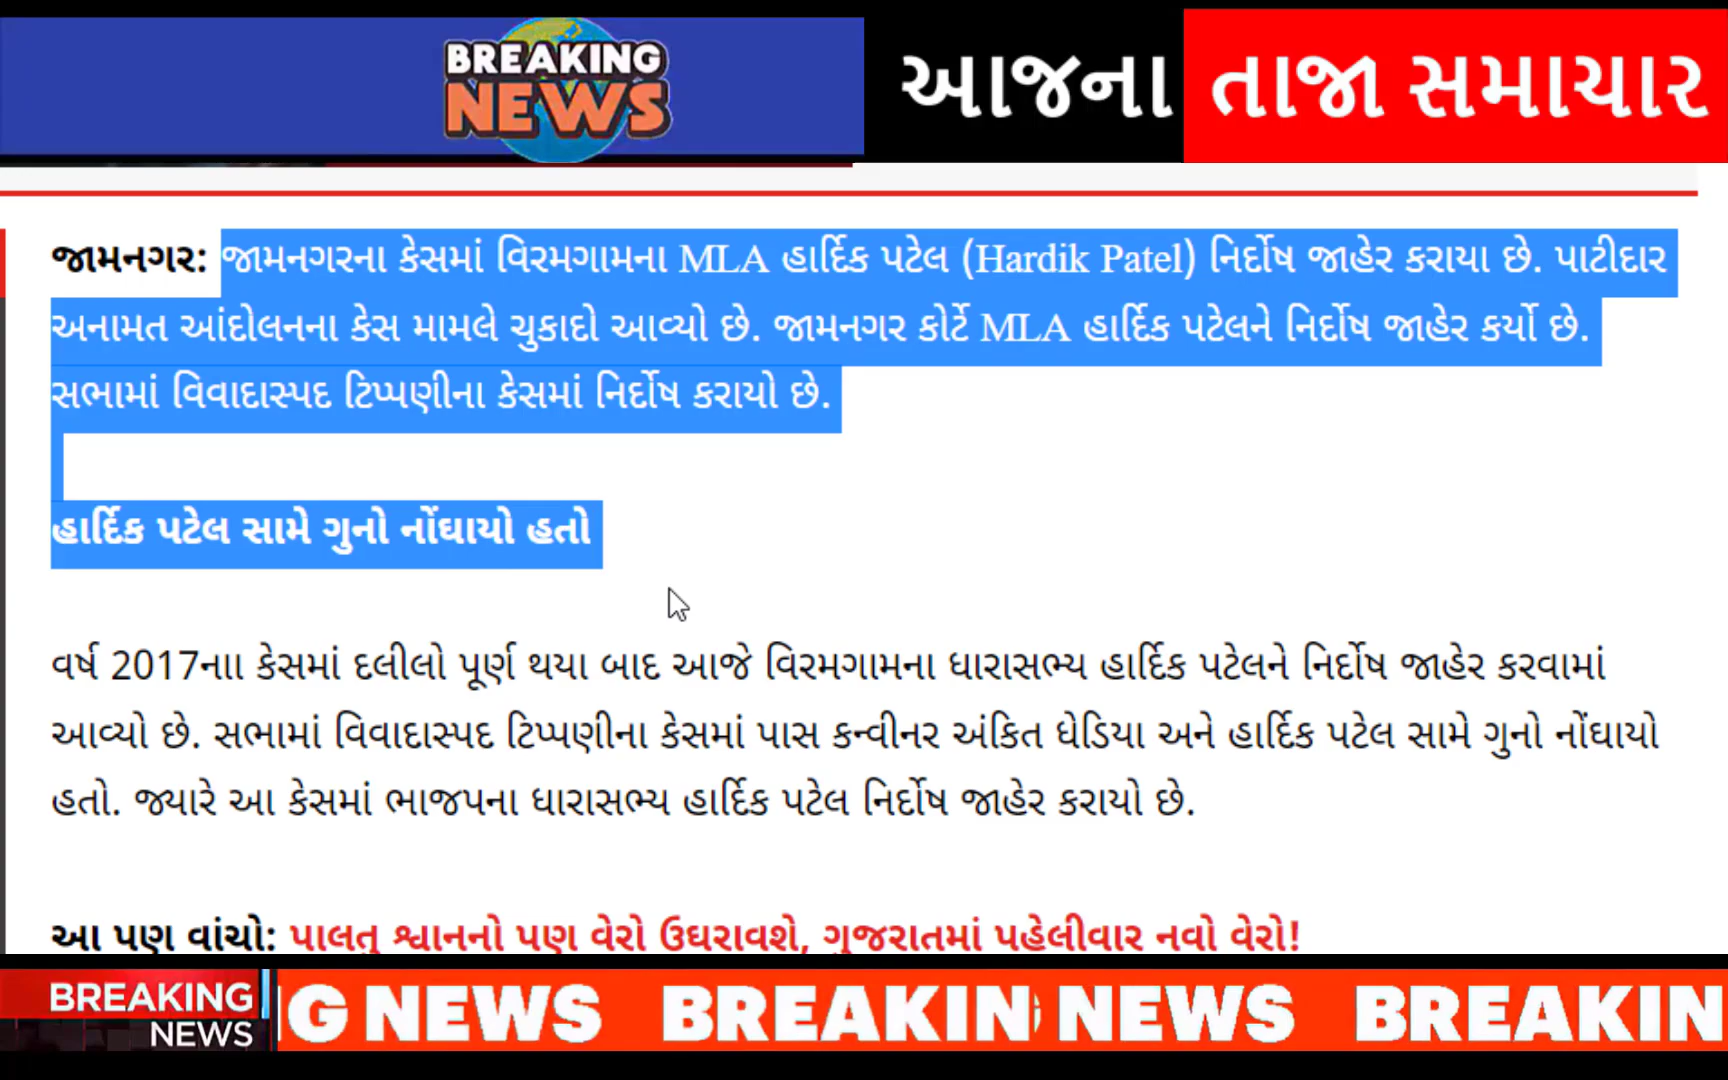 BREAKING
NEWS
આજના તાજા સમાચાર
જામનગર: જામનગરના કેસમાં વિરમગામના MLA હાર્દિક પટેલ (Hardik Patel) નિર્દોષ જાહેર કરાયા છે. પાટીદાર
અનામત આંદોલનના કેસ મામલે ચુકાદો આવ્યો છે. જામનગર કોર્ટે MLA હાર્દિક પટેલને નિર્દોષ જાહેર કર્યો છે.
સભામાં વિવાદાસ્પદ ટિપ્પણીના કેસમાં નિર્દોષ કરાયો છે.
હાર્દિક પટેલ સામે ગુનો નોંઘાયો હતો
વર્ષ 2017નાા કેસમાં દલીલો પૂર્ણ થયા બાદ આજે વિરમગામના ધારાસભ્ય હાર્દિક પટેલને નિર્દોષ જાહેર કરવામાં
આવ્યો છે. સભામાં વિવાદાસ્પદ ટિપ્પણીના કેસમાં પાસ કન્વીનર અંકિત ઘેડિયા અને હાર્દિક પટેલ સામે ગુનો નોંઘાયો
હતો. જ્યારે આ કેસમાં ભાજપના ધારાસભ્ય હાર્દિક પટેલ નિર્દોષ જાહેર કરાયો છે.
આ પણ વાંચો: પાલતુ શ્વાનનો પણ વેરો ઉઘરાવશે, ગુજરાતમાં પહેલીવાર નવો વેરો!
BREAKING
NEWS
G NEWS BREAKIN NEWS BREAKIN